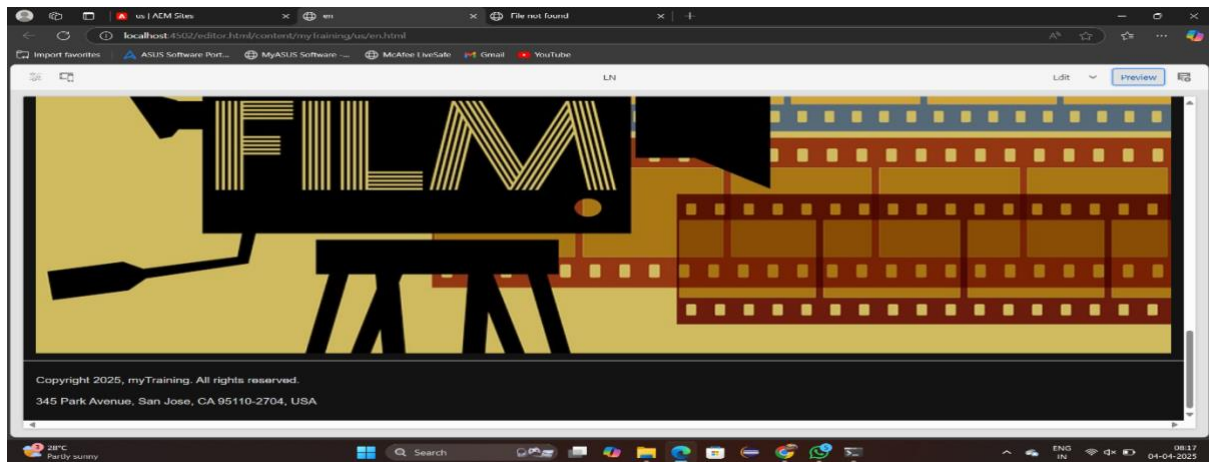 us | AEM Sites
en
File not found
localhost:4502/editor.html/content/myTraining/us/en.html
Import favorites
ASUS Software Port...
MyASUS Software -...
McAfee LiveSafe
Gmail
YouTube
EN
Edit
Preview
FILM
Copyright 2025, myTraining. All rights reserved.
345 Park Avenue, San Jose, CA 95110-2704, USA
28°C
Partly sunny
Search
ENG
IN
08:17
04-04-2025